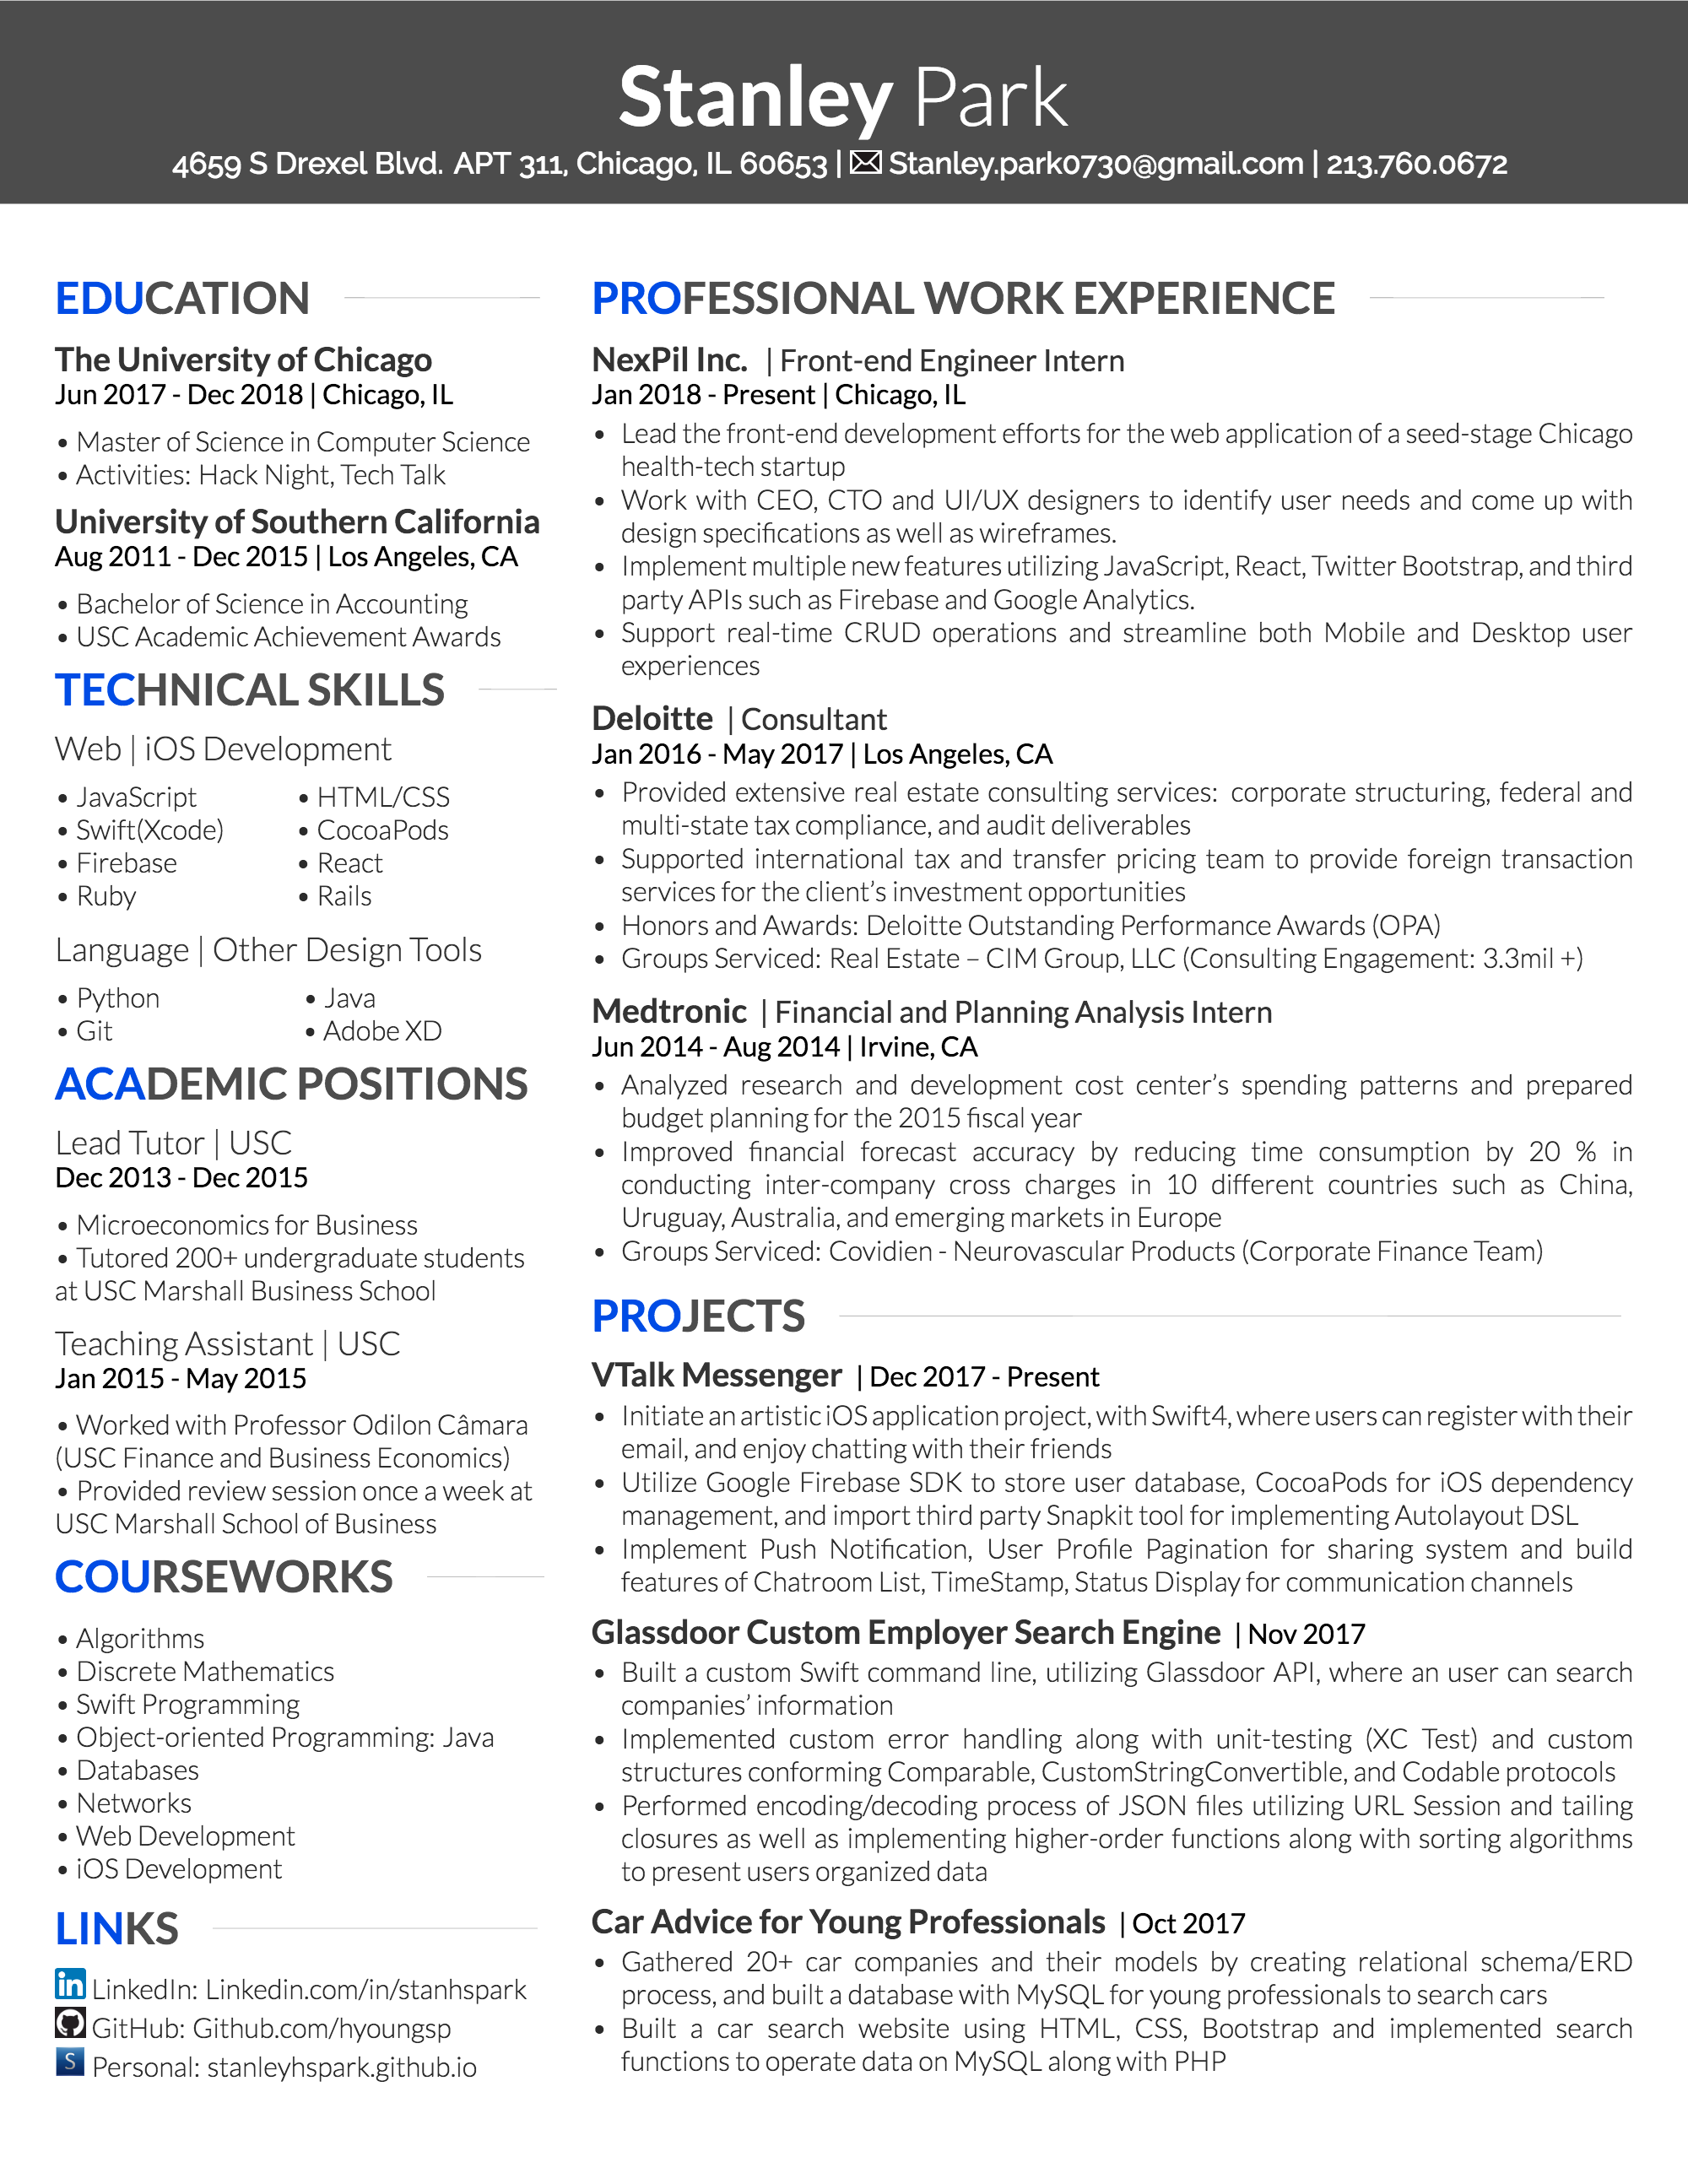 Stanley Park
4659 S Drexel Blvd. APT 311, Chicago, IL 60653 | Stanley.park0730@gmail.com | 213.760.0672
EDUCATION
The University of Chicago
Jun 2017 - Dec 2018 | Chicago, IL
• Master of Science in Computer Science
• Activities: Hack Night, Tech Talk
University of Southern California
Aug 2011 - Dec 2015 | Los Angeles, CA
• Bachelor of Science in Accounting
• USC Academic Achievement Awards
TECHNICAL SKILLS
Web | iOS Development
• JavaScript • HTML/CSS
• Swift(Xcode) • CocoaPods
• Firebase • React
• Ruby • Rails
Language | Other Design Tools
• Python • Java
• Git • Adobe XD
ACADEMIC POSITIONS
Lead Tutor | USC
Dec 2013 - Dec 2015
• Microeconomics for Business
• Tutored 200+ undergraduate students
at USC Marshall Business School
Teaching Assistant | USC
Jan 2015 - May 2015
• Worked with Professor Odilon Câmara
(USC Finance and Business Economics)
• Provided review session once a week at
USC Marshall School of Business
COURSEWORKS
• Algorithms
• Discrete Mathematics
• Swift Programming
• Object-oriented Programming: Java
• Databases
• Networks
• Web Development
• iOS Development
LINKS
in LinkedIn: Linkedin.com/in/stanhspark
GitHub: Github.com/hyoungsp
S Personal: stanleyhspark.github.io
PROFESSIONAL WORK EXPERIENCE
NexPil Inc. | Front-end Engineer Intern
Jan 2018 - Present | Chicago, IL
• Lead the front-end development efforts for the web application of a seed-stage Chicago
health-tech startup
• Work with CEO, CTO and UI/UX designers to identify user needs and come up with
design specifications as well as wireframes.
• Implement multiple new features utilizing JavaScript, React, Twitter Bootstrap, and third
party APIs such as Firebase and Google Analytics.
• Support real-time CRUD operations and streamline both Mobile and Desktop user
experiences
Deloitte | Consultant
Jan 2016 - May 2017 | Los Angeles, CA
• Provided extensive real estate consulting services: corporate structuring, federal and
multi-state tax compliance, and audit deliverables
• Supported international tax and transfer pricing team to provide foreign transaction
services for the client's investment opportunities
• Honors and Awards: Deloitte Outstanding Performance Awards (OPA)
• Groups Serviced: Real Estate – CIM Group, LLC (Consulting Engagement: 3.3mil +)
Medtronic | Financial and Planning Analysis Intern
Jun 2014 - Aug 2014 | Irvine, CA
• Analyzed research and development cost center's spending patterns and prepared
budget planning for the 2015 fiscal year
• Improved financial forecast accuracy by reducing time consumption by 20 % in
conducting inter-company cross charges in 10 different countries such as China,
Uruguay, Australia, and emerging markets in Europe
• Groups Serviced: Covidien - Neurovascular Products (Corporate Finance Team)
PROJECTS
VTalk Messenger | Dec 2017 - Present
• Initiate an artistic iOS application project, with Swift4, where users can register with their
email, and enjoy chatting with their friends
• Utilize Google Firebase SDK to store user database, CocoaPods for iOS dependency
management, and import third party Snapkit tool for implementing Autolayout DSL
• Implement Push Notification, User Profile Pagination for sharing system and build
features of Chatroom List, TimeStamp, Status Display for communication channels
Glassdoor Custom Employer Search Engine | Nov 2017
• Built a custom Swift command line, utilizing Glassdoor API, where an user can search
companies' information
• Implemented custom error handling along with unit-testing (XC Test) and custom
structures conforming Comparable, CustomStringConvertible, and Codable protocols
• Performed encoding/decoding process of JSON files utilizing URL Session and tailing
closures as well as implementing higher-order functions along with sorting algorithms
to present users organized data
Car Advice for Young Professionals | Oct 2017
• Gathered 20+ car companies and their models by creating relational schema/ERD
process, and built a database with MySQL for young professionals to search cars
• Built a car search website using HTML, CSS, Bootstrap and implemented search
functions to operate data on MySQL along with PHP